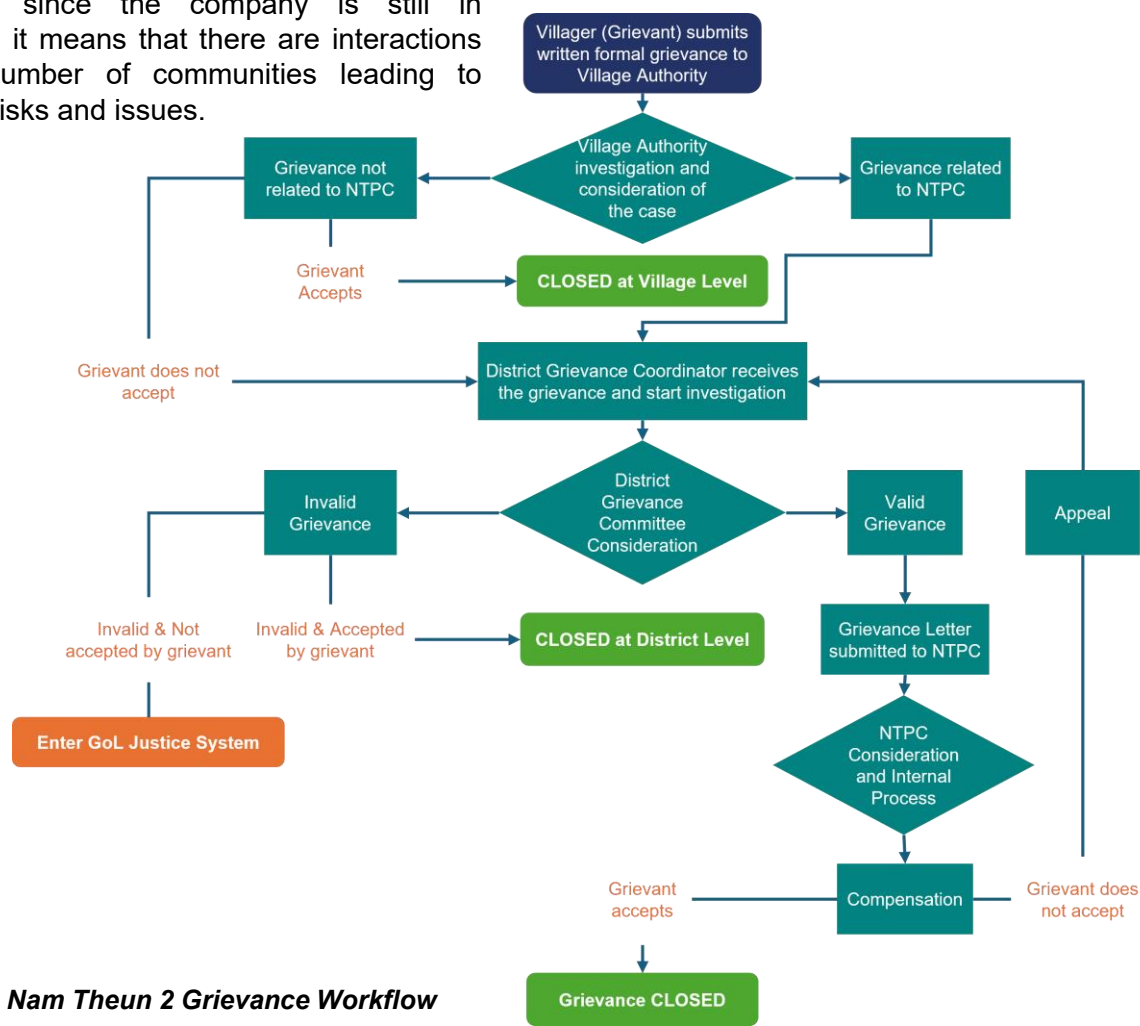 since the company is still in
it means that there are interactions
umber of communities leading to
isks and issues.
Villager (Grievant) submits
written formal grievance to
Village Authority
Village Authority
investigation and
consideration of
the case
Grievance not
related to NTPC
Grievance related
to NTPC
Grievant
Accepts
CLOSED at Village Level
Grievant does not
accept
District Grievance Coordinator receives
the grievance and start investigation
Invalid
Grievance
District
Grievance
Committee
Consideration
Valid
Grievance
Appeal
Invalid & Not
accepted by grievant
Invalid & Accepted
by grievant
CLOSED at District Level
Grievance Letter
submitted to NTPC
Enter GoL Justice System
NTPC
Consideration
and Internal
Process
Grievant
accepts
Compensation
Grievant does
not accept
Nam Theun 2 Grievance Workflow
Grievance CLOSED